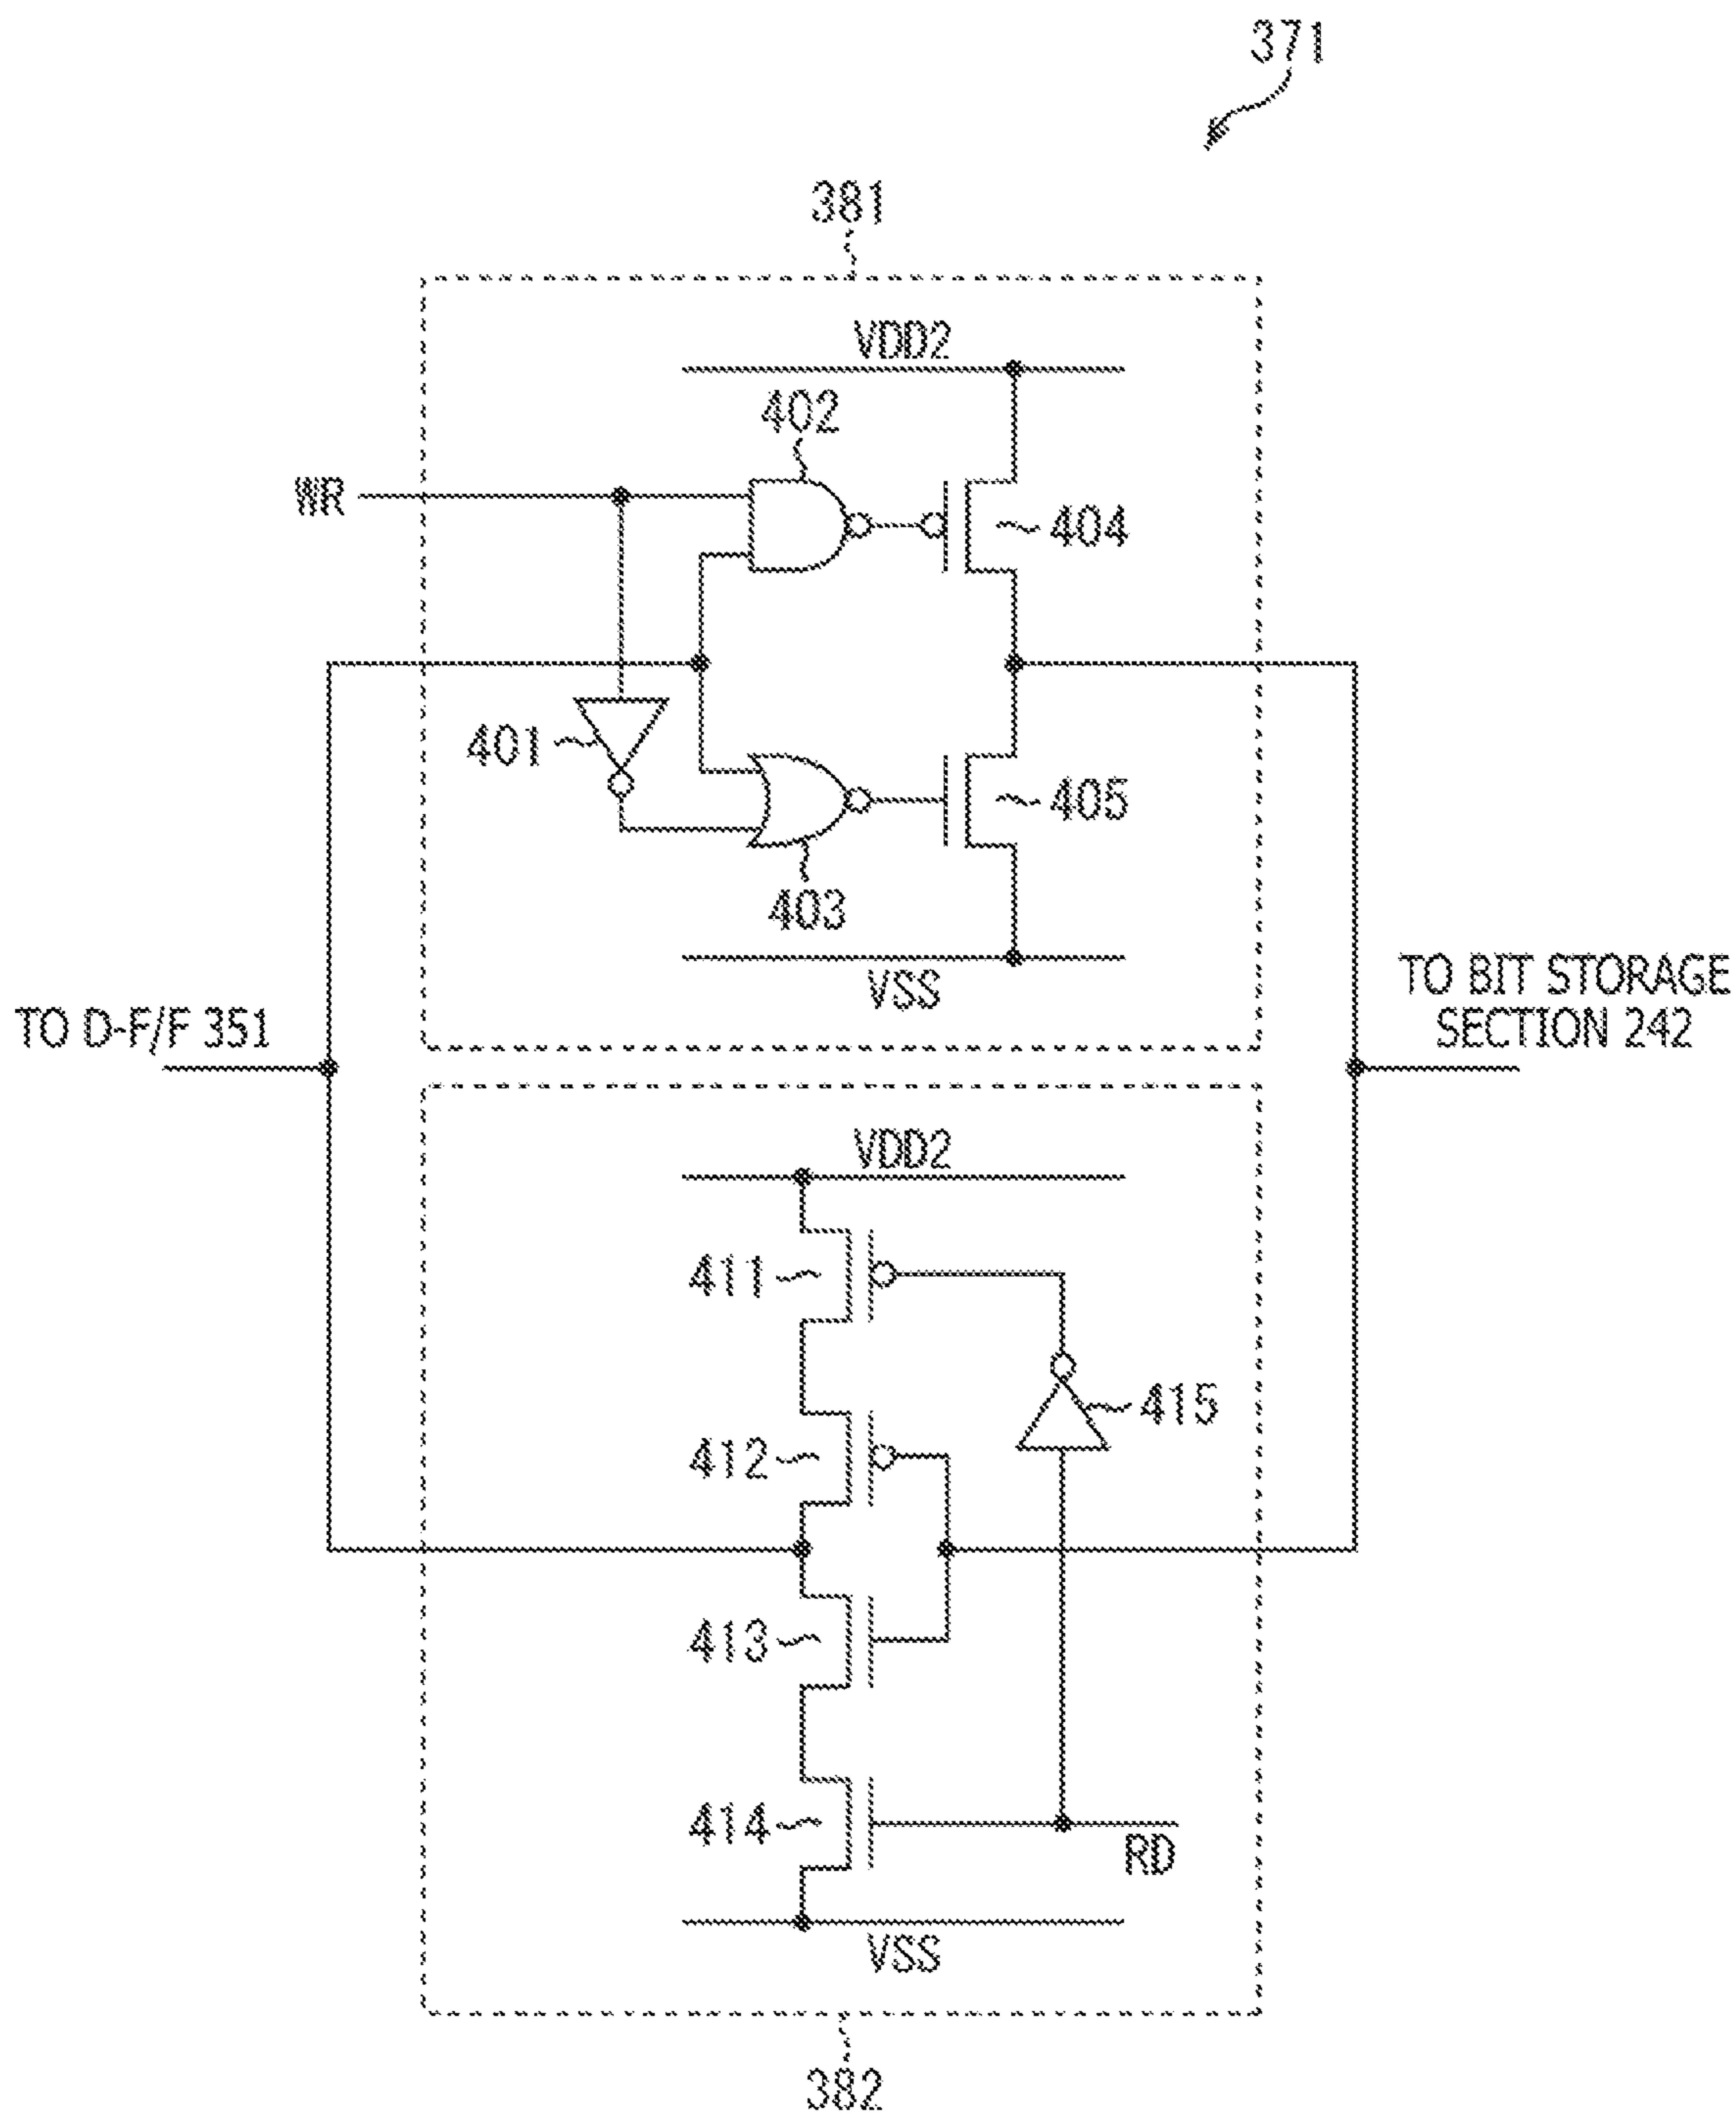 371
381
VDD2
402
WR
404
401
405
403
VSS
TO D-F/F 351
TO BIT STORAGE
SECTION 242
VDD2
411
415
412
413
414
RD
VSS
382